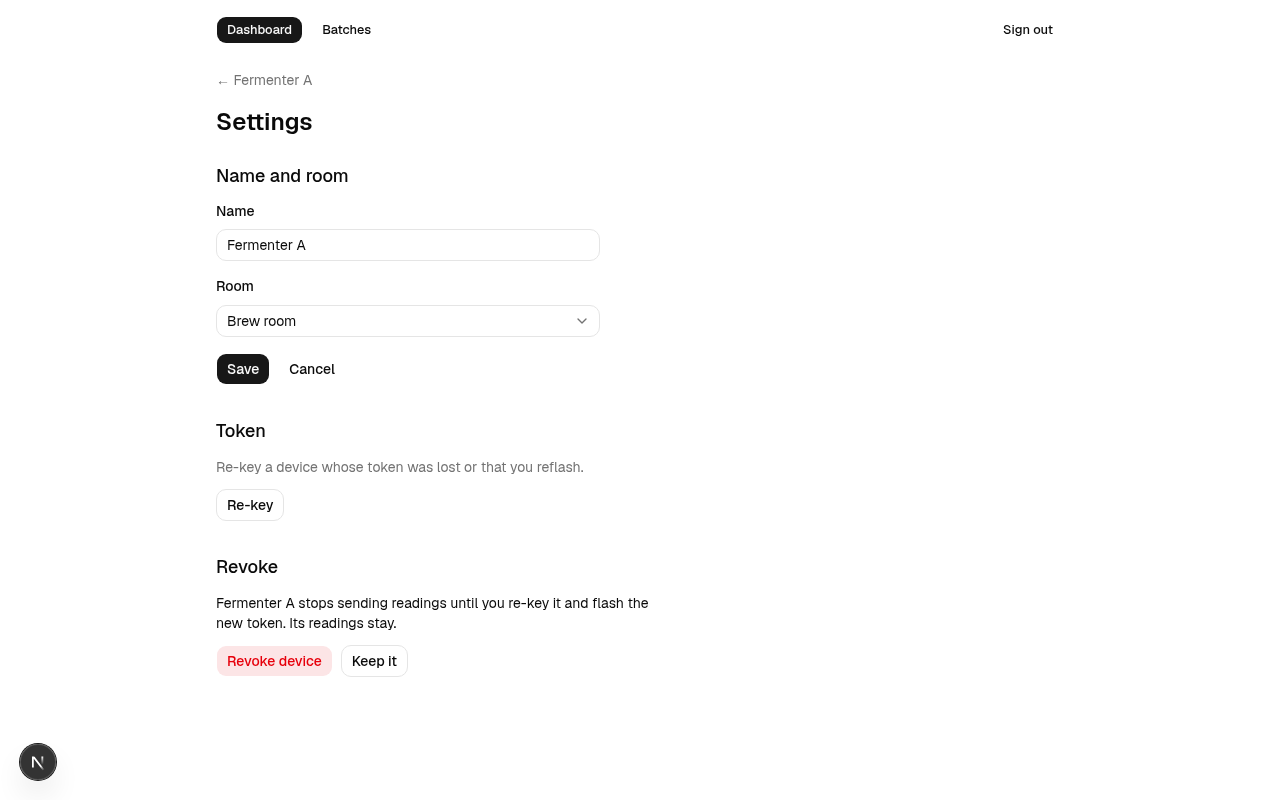 Dashboard
Batches
Sign out
← Fermenter A
Settings
Name and room
Name
Fermenter A
Room
Brew room
Save
Cancel
Token
Re-key a device whose token was lost or that you reflash.
Re-key
Revoke
Fermenter A stops sending readings until you re-key it and flash the
new token. Its readings stay.
Revoke device
Keep it
N